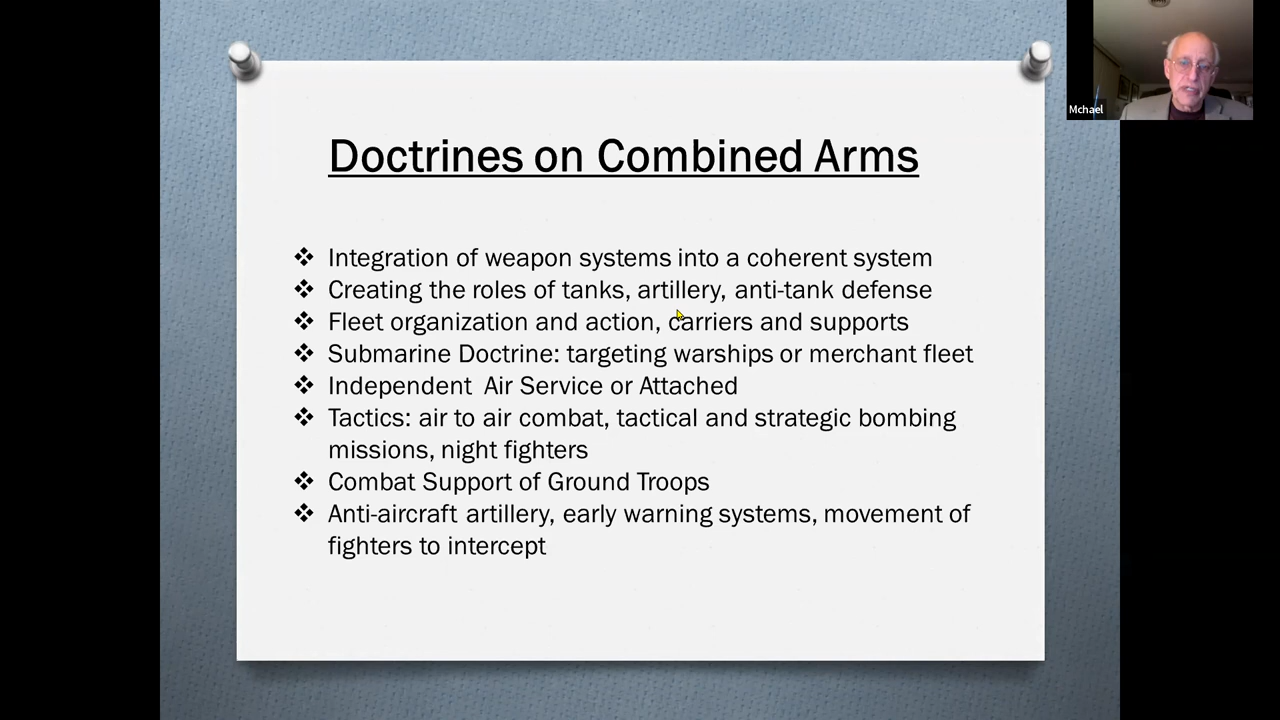 Mchael
Doctrines on Combined Arms
❖ Integration of weapon systems into a coherent system
❖ Creating the roles of tanks, artillery, anti-tank defense
❖ Fleet organization and action, carriers and supports
❖ Submarine Doctrine: targeting warships or merchant fleet
❖ Independent  Air Service or Attached
❖ Tactics: air to air combat, tactical and strategic bombing
missions, night fighters
❖ Combat Support of Ground Troops
❖ Anti-aircraft artillery, early warning systems, movement of
fighters to intercept